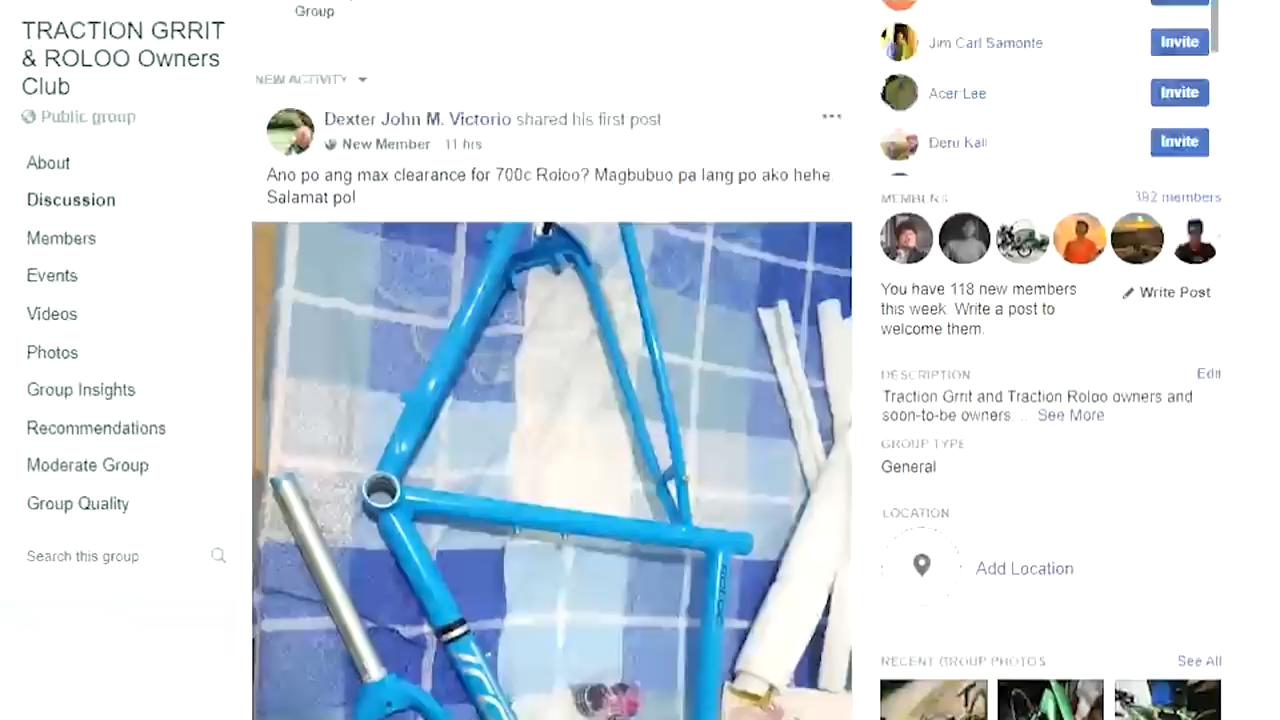 TRACTION GRRIT
& ROLOO Owners
Club
Public group
About
Discussion
Members
Events
Videos
Photos
Group Insights
Recommendations
Moderate Group
Group Quality
Search this group
Group
NEW ACTIVITY
Dexter John M. Victorio shared his first post
New Member 11 hrs
Ano po ang max clearance for 700c Roloo? Magbubuo pa lang po ako hehe.
Salamat po!
Jim Carl Samonte
Invite
Acer Lee
Invite
Deru Kall
Invite
MEMBERS
392 members
You have 118 new members
this week. Write a post to
welcome them.
Write Post
DESCRIPTION
Edit
Traction Grrit and Traction Roloo owners and
soon-to-be owners. ... See More
GROUP TYPE
General
LOCATION
Add Location
RECENT GROUP PHOTOS
See All